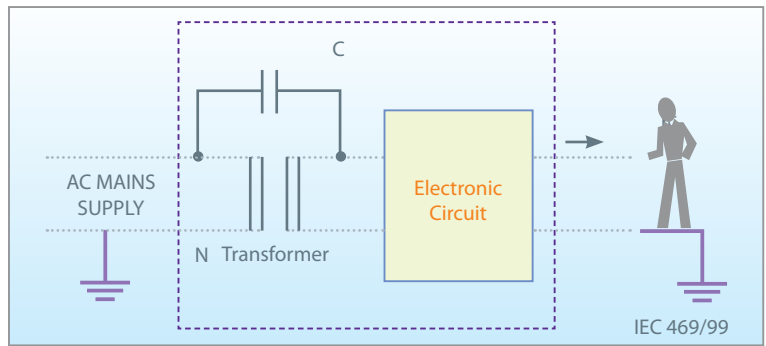 C
AC MAINS
SUPPLY
Electronic
Circuit
N Transformer
IEC 469/99